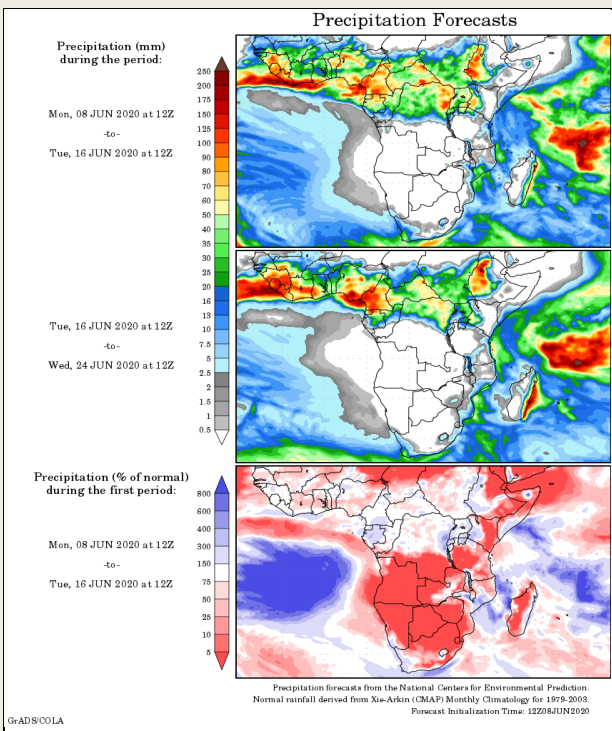 Precipitation Forecasts
Precipitation (mm)
during the period:
Mon, 08 JUN 2020 at 12Z
-to-
Tue, 16 JUN 2020 at 12Z
250
200
175
150
125
100
90
80
70
60
50
40
35
30
25
20
16
13
10
7.5
5
2.5
2
1.5
1
0.5
Tue, 16 JUN 2020 at 12Z
-to-
Wed, 24 JUN 2020 at 12Z
Precipitation (% of normal)
during the first period:
Mon, 08 JUN 2020 at 12Z
-to-
Tue, 16 JUN 2020 at 12Z
800
600
400
300
150
75
50
25
10
5
Precipitation forecasts from the National Centers for Environmental Prediction.
Normal rainfall derived from Xie-Arkin (CMAP) Monthly Climatology for 1979-2003.
Forecast Initialization Time: 12Z08JUN2020
GrADS/COLA